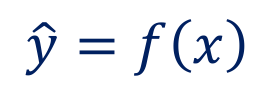 ŷ = f(x)